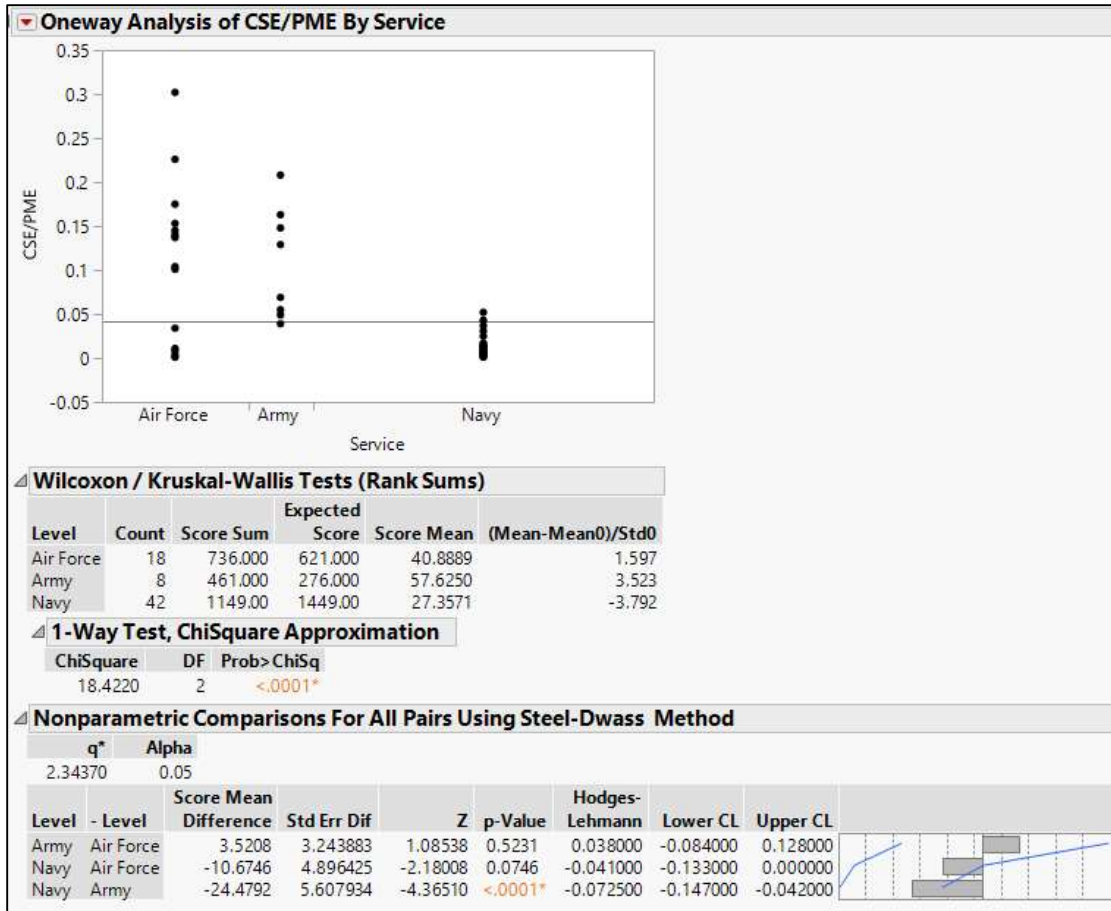 Oneway Analysis of CSE/PME By Service
0.35
0.3
0.25
0.2
0.15
0.1
0.05
0
-0.05
CSE/PME
Air Force Army Navy
Service
Wilcoxon / Kruskal-Wallis Tests (Rank Sums)
Expected
Level Count Score Sum Score Score Mean (Mean-Mean0)/Std0
Air Force 18 736.000 621.000 40.8889 1.597
Army 8 461.000 276.000 57.6250 3.523
Navy 42 1149.00 1449.00 27.3571 -3.792
1-Way Test, ChiSquare Approximation
ChiSquare DF Prob>ChiSq
18.4220 2 <.0001*
Nonparametric Comparisons For All Pairs Using Steel-Dwass Method
q* Alpha
2.34370 0.05
Score Mean Hodges-
Level - Level Difference Std Err Dif Z p-Value Lehmann Lower CL Upper CL
Army Air Force 3.5208 3.243883 1.08538 0.5231 0.038000 -0.084000 0.128000
Navy Air Force -10.6746 4.896425 -2.18008 0.0746 -0.041000 -0.133000 0.000000
Navy Army -24.4792 5.607934 -4.36510 <.0001* -0.072500 -0.147000 -0.042000